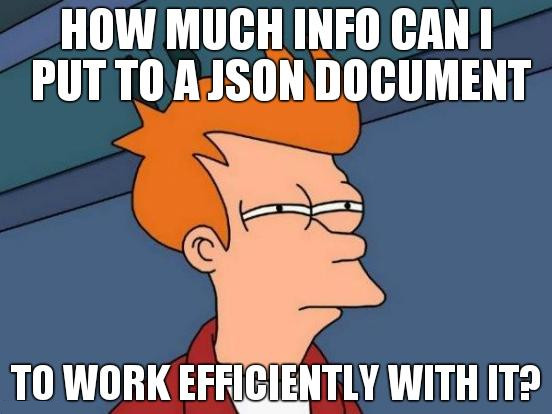 HOW MUCH INFO CAN I
PUT TO A JSON DOCUMENT
TO WORK EFFICIENTLY WITH IT?